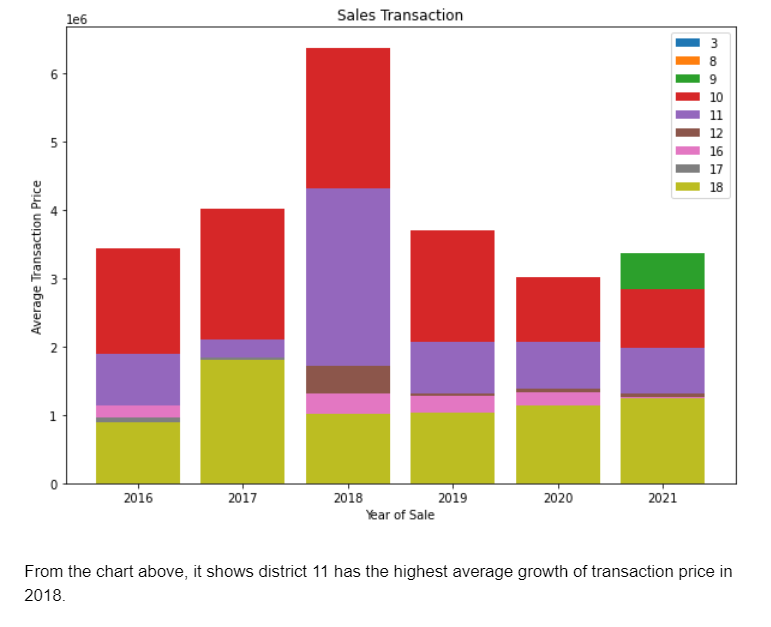 Sales Transaction
1e6
6
5
4
3
2
1
0
Average Transaction Price
3
8
9
10
11
12
16
17
18
2016 2017 2018 2019 2020 2021
Year of Sale
From the chart above, it shows district 11 has the highest average growth of transaction price in
2018.